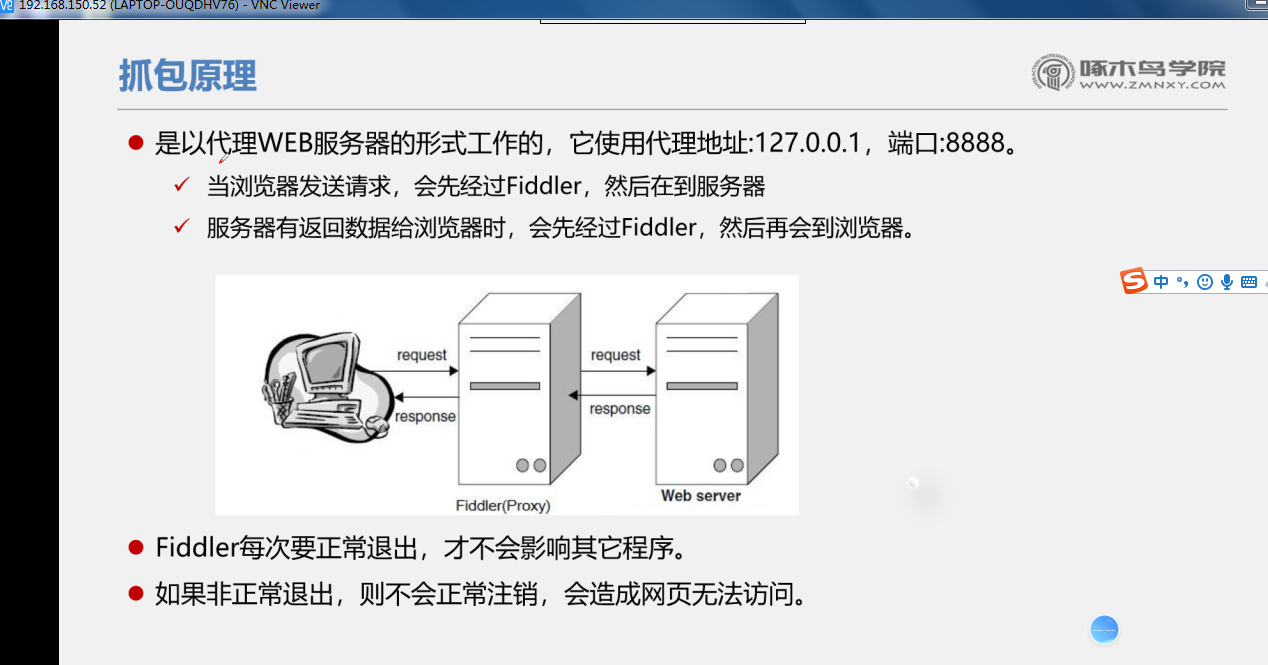 192.168.150.52 (LAPTOP-OUQDHV76) - VNC Viewer
抓包原理
啄木鸟学院
WWW.ZMNXY.COM
是以代理WEB服务器的形式工作的，它使用代理地址:127.0.0.1，端口:8888。
当浏览器发送请求，会先经过Fiddler，然后在到服务器
服务器有返回数据给浏览器时，会先经过Fiddler，然后再会到浏览器。
中
request
request
response
response
Web server
Fiddler(Proxy)
Fiddler每次要正常退出，才不会影响其它程序。
如果非正常退出，则不会正常注销，会造成网页无法访问。